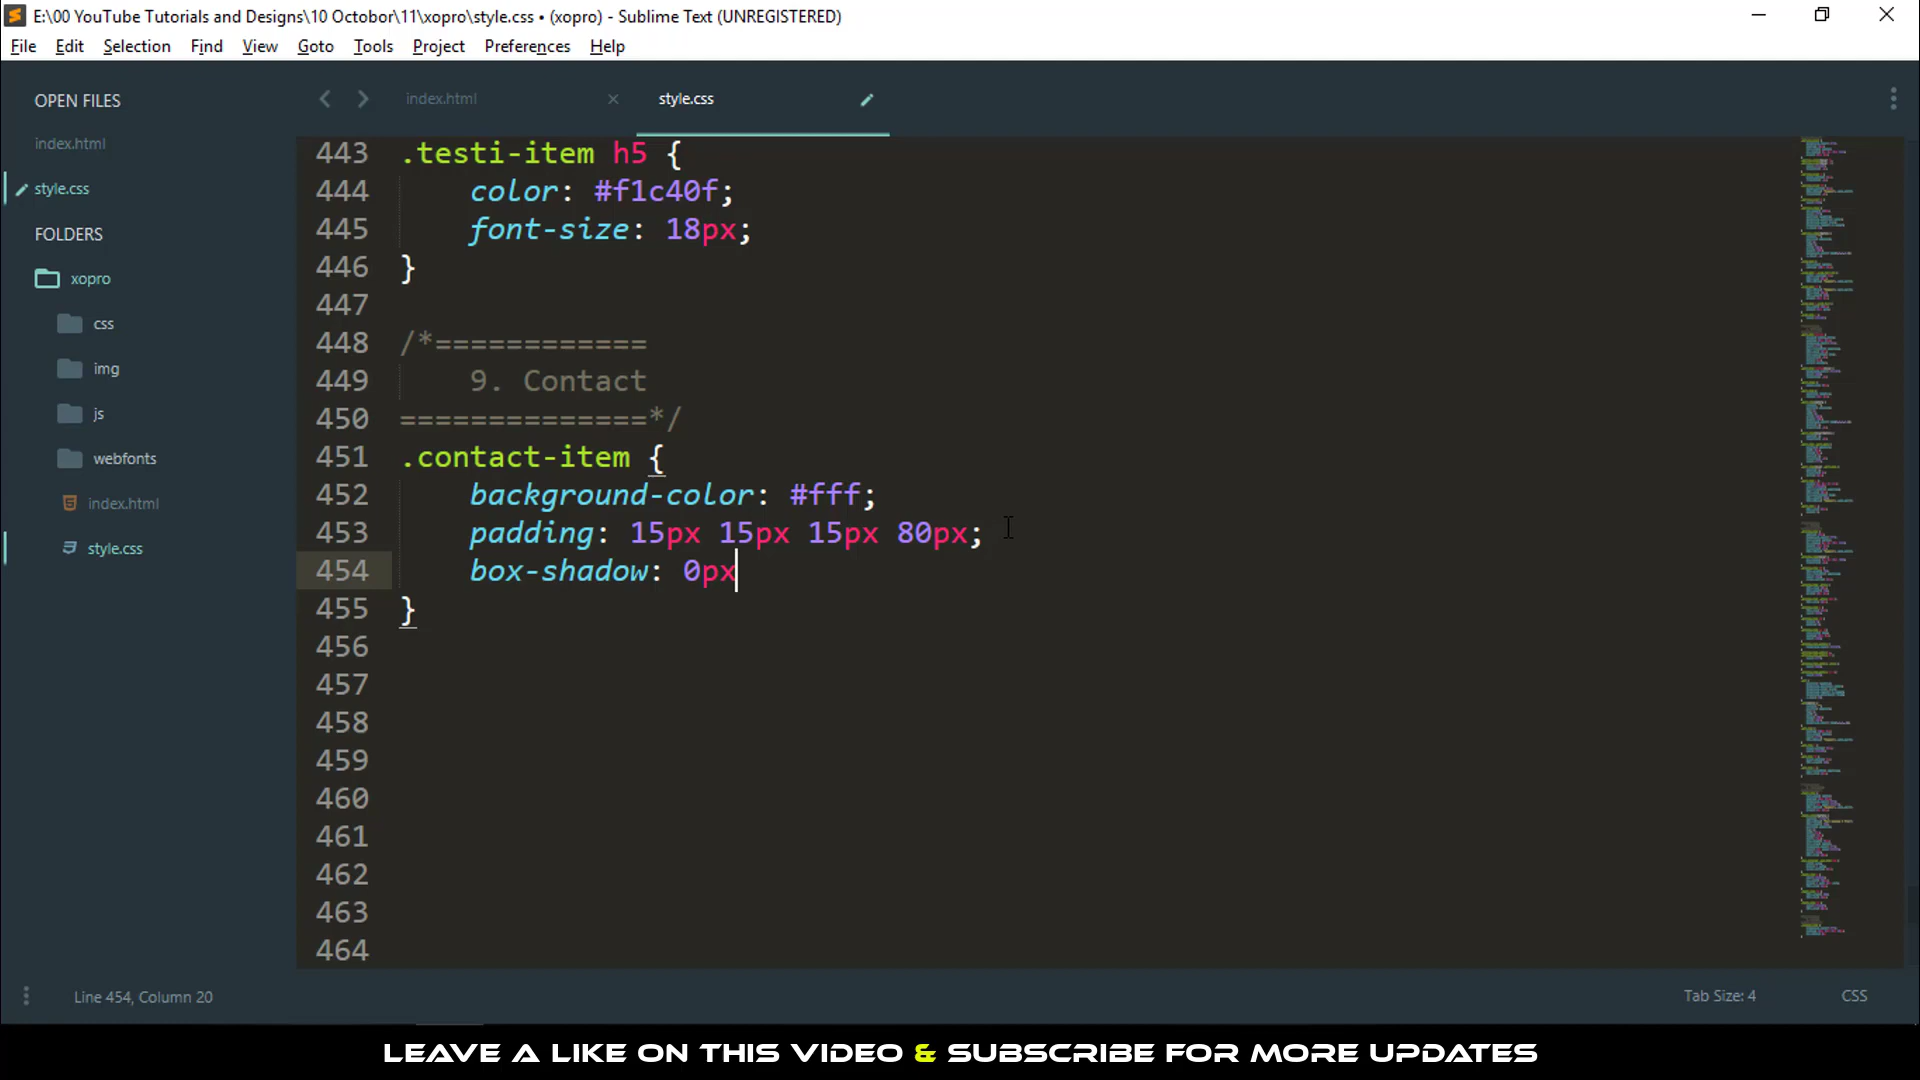 E:\00 YouTube Tutorials and Designs\10 Octobor\11\xopro\style.css • (xopro) - Sublime Text (UNREGISTERED)
File Edit Selection Find View Goto Tools Project Preferences Help
OPEN FILES
index.html
style.css
FOLDERS
xopro
css
img
js
webfonts
index.html
style.css
index.html
style.css
443 .testi-item h5 {
444 color: #f1c40f;
445 font-size: 18px;
446 }
447
448 /*============
449 9. Contact
450 ==============*/
451 .contact-item {
452 background-color: #fff;
453 padding: 15px 15px 15px 80px;
454 box-shadow: 0px
455 }
456
457
458
459
460
461
462
463
464
Line 454, Column 20
Tab Size: 4
CSS
LEAVE A LIKE ON THIS VIDEO & SUBSCRIBE FOR MORE UPDATES